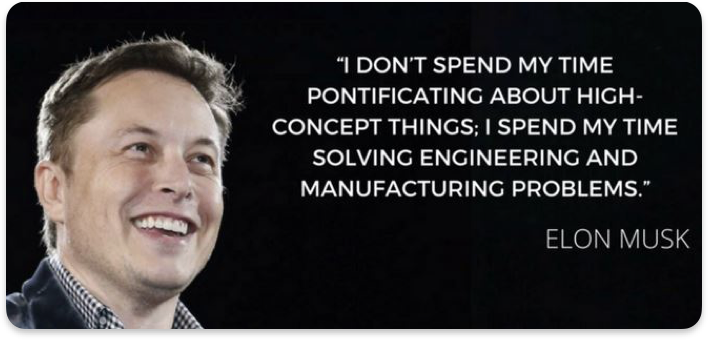 “I DON’T SPEND MY TIME
PONTIFICATING ABOUT HIGH-
CONCEPT THINGS; I SPEND MY TIME
SOLVING ENGINEERING AND
MANUFACTURING PROBLEMS.”
ELON MUSK